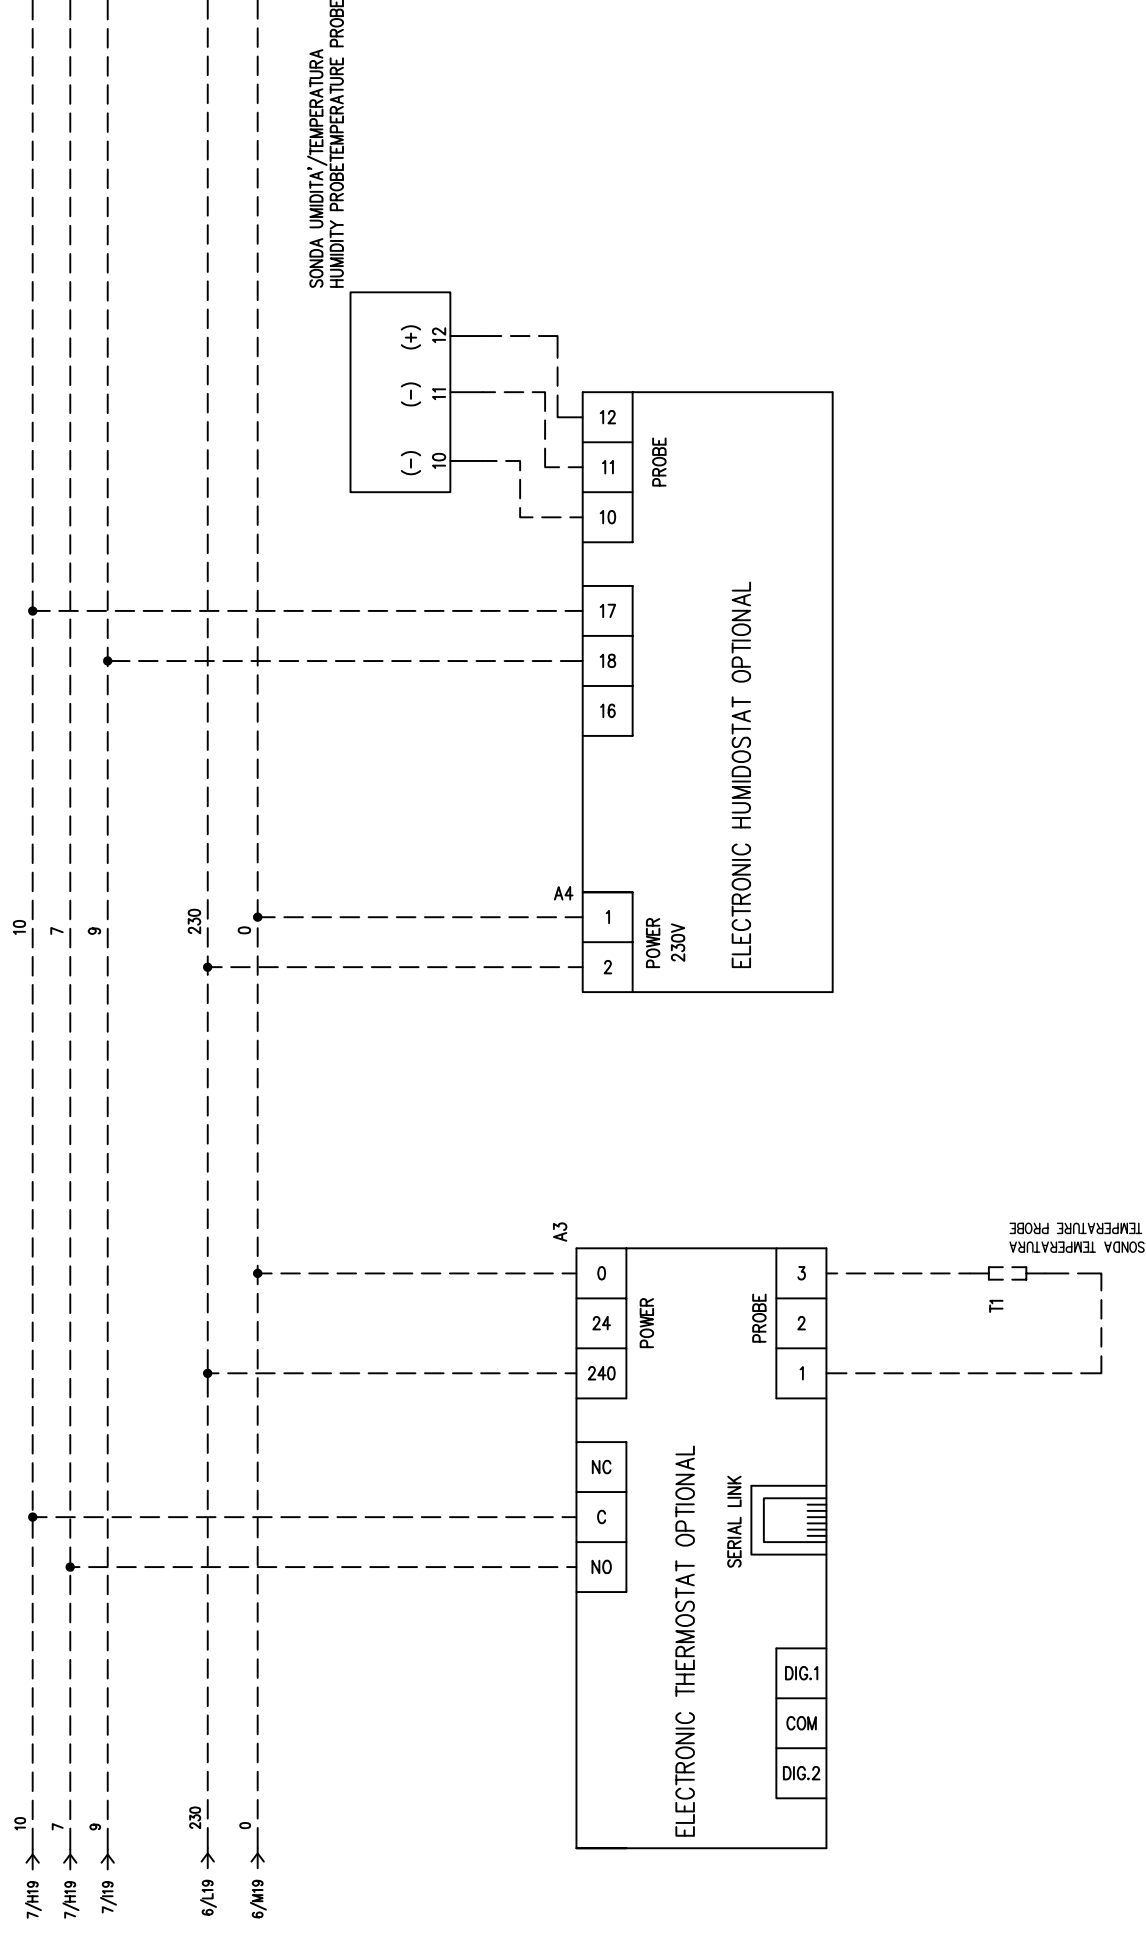 SONDA UMIDITA'/TEMPERATURA
HUMIDITY PROBETEMPERATURE PROBE
(+)
(-)
(-)
12
11
10
12
11
10
PROBE
17
18
16
ELECTRONIC HUMIDOSTAT OPTIONAL
10
7
9
230
0
A4
1
2
POWER
230V
A3
0
24
240
POWER
NC
C
NO
ELECTRONIC THERMOSTAT OPTIONAL
PROBE
3
2
1
T1
SONDA TEMPERATURA
TEMPERATURE PROBE
SERIAL LINK
DIG.1
COM
DIG.2
10
7
9
230
0
7/H19
7/H19
7/I19
6/L19
6/M19